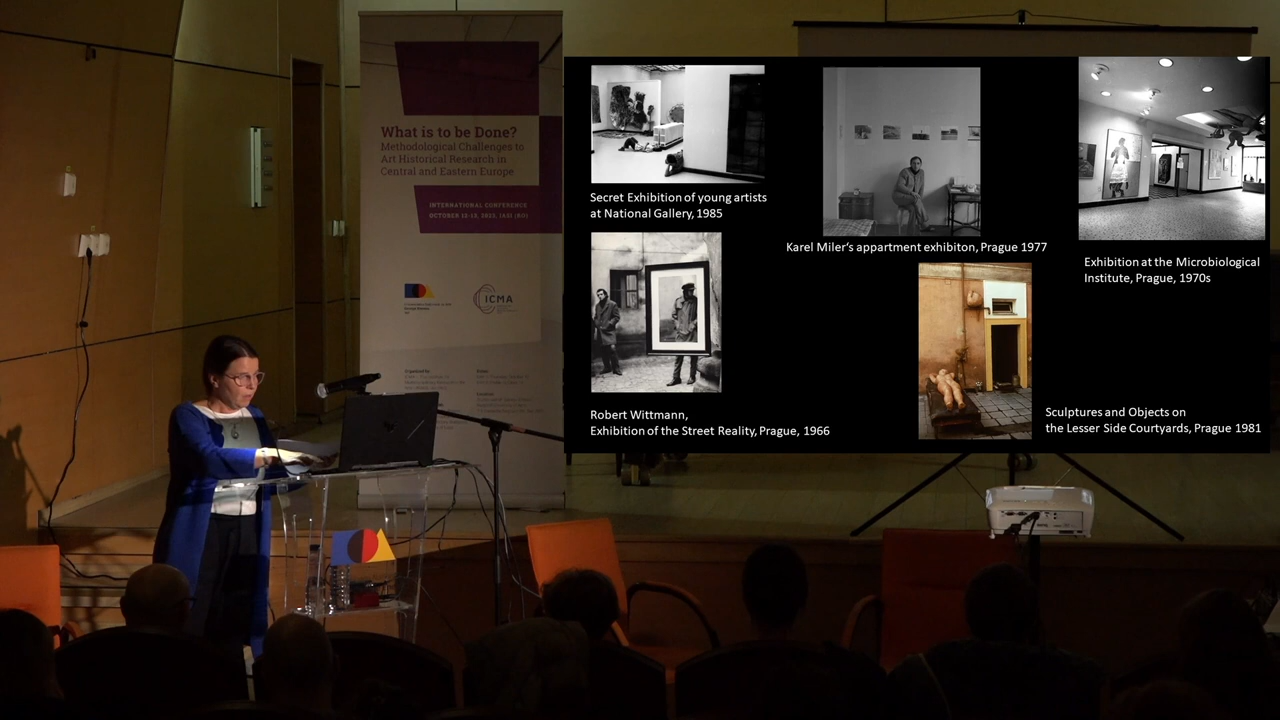 What is to be Done?
Methodological Challenges to
Art Historical Research in
Central and Eastern Europe
INTERNATIONAL CONFERENCE
ICMA
Secret Exhibition of young artists
at National Gallery, 1985
Karel Miler's appartment exhibiton, Prague 1977
Exhibition at the Microbiological
Institute, Prague, 1970s
Robert Wittmann,
Exhibition of the Street Reality, Prague, 1966
Sculptures and Objects on
the Lesser Side Courtyards, Prague 1981